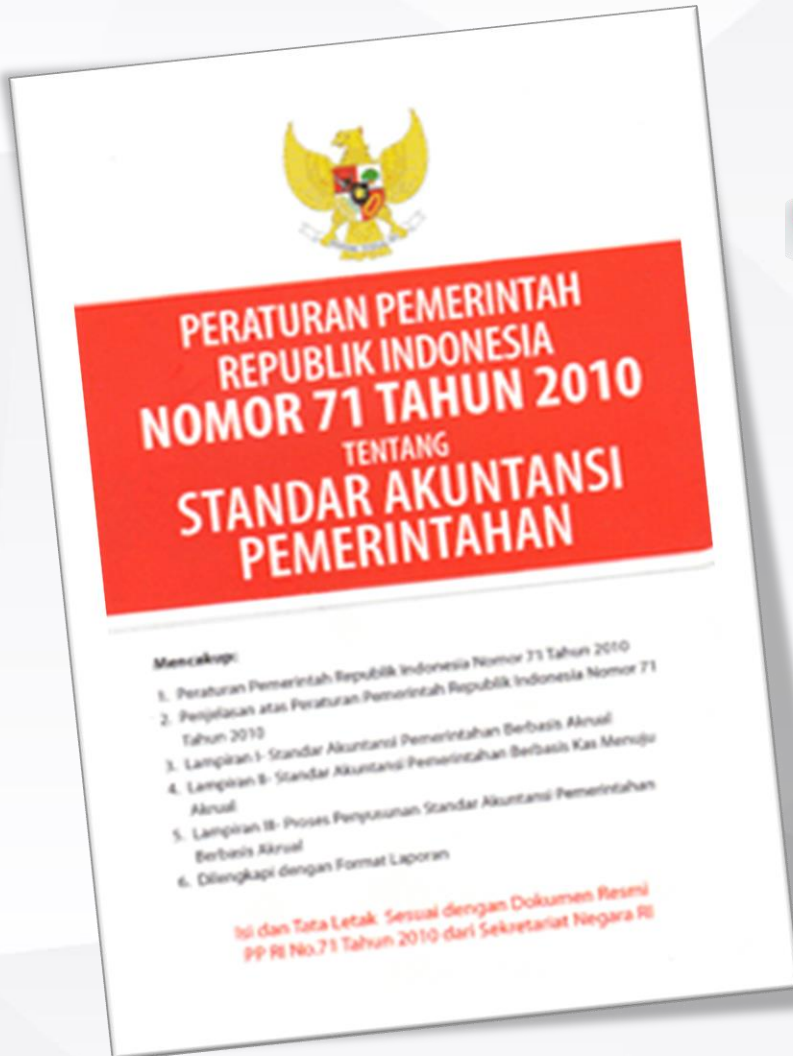 PERATURAN PEMERINTAH
REPUBLIK INDONESIA
NOMOR 71 TAHUN 2010
TENTANG
STANDAR AKUNTANSI
PEMERINTAHAN
Mencakup:
1. Peraturan Pemerintah Republik Indonesia Nomor 71 Tahun 2010
2. Penjelasan atas Peraturan Pemerintah Republik Indonesia Nomor 71
Tahun 2010
3. Lampiran I- Standar Akuntansi Pemerintahan Berbasis Akrual
4. Lampiran II- Standar Akuntansi Pemerintahan Berbasis Kas Menuju
Akrual
5. Lampiran III- Proses Penyusunan Standar Akuntansi Pemerintahan
Berbasis Akrual
6. Dilengkapi dengan Format Laporan
Isi dan Tata Letak Sesuai dengan Dokumen Resmi
PP RI No.71 Tahun 2010 dari Sekretariat Negara RI